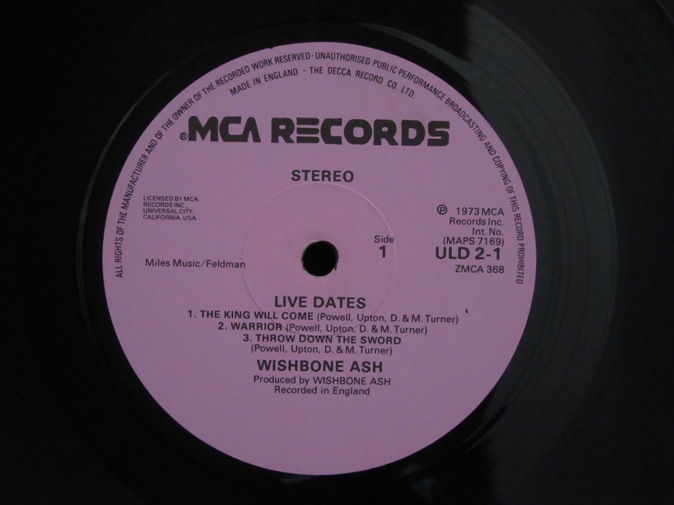 ALL RIGHTS OF THE MANUFACTURER AND OF THE OWNER OF THE RECORDED WORK RESERVED · UNAUTHORISED PUBLIC PERFORMANCE BROADCASTING AND COPYING OF THIS RECORD PROHIBITED
MADE IN ENGLAND · THE DECCA RECORD CO. LTD.
®MCA RECORDS
STEREO
LICENSED BY MCA
RECORDS INC.,
UNIVERSAL CITY.
CALIFORNIA, USA.
℗ 1973 MCA
Records Inc.
Int. No.
(MAPS 7169)
ULD 2-1
ZMCA 368
Side
1
Miles Music/Feldman
LIVE DATES
1. THE KING WILL COME (Powell, Upton, D. & M. Turner)
2. WARRIOR (Powell, Upton, D. & M. Turner)
3. THROW DOWN THE SWORD
(Powell, Upton, D. & M. Turner)
WISHBONE ASH
Produced by WISHBONE ASH
Recorded in England